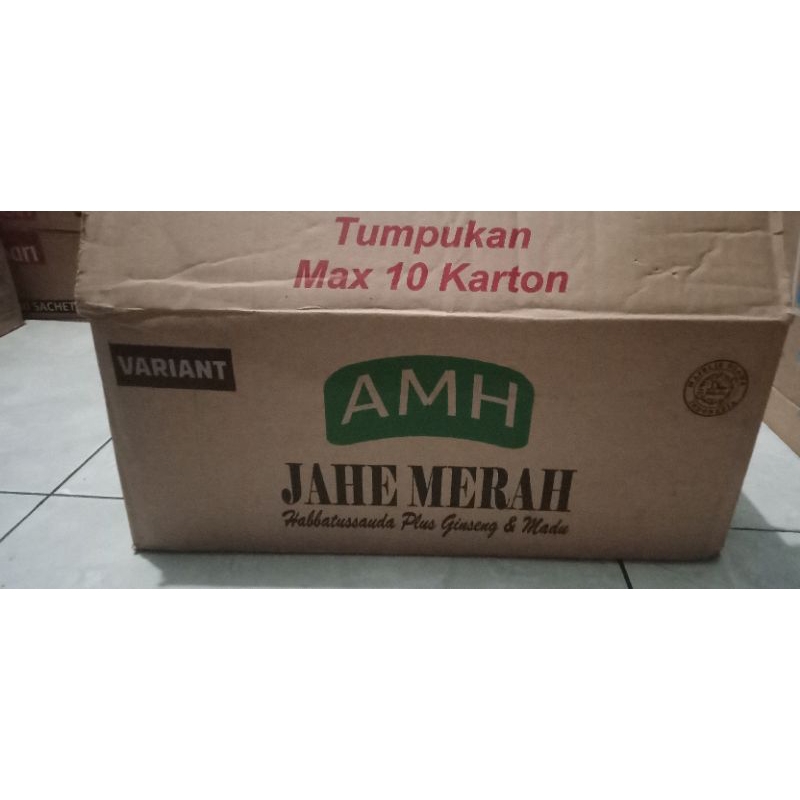 Tumpukan
Max 10 Karton
SACHET
VARIANT
AMH
JAHE MERAH
Habbatussauda Plus Ginseng & Madu